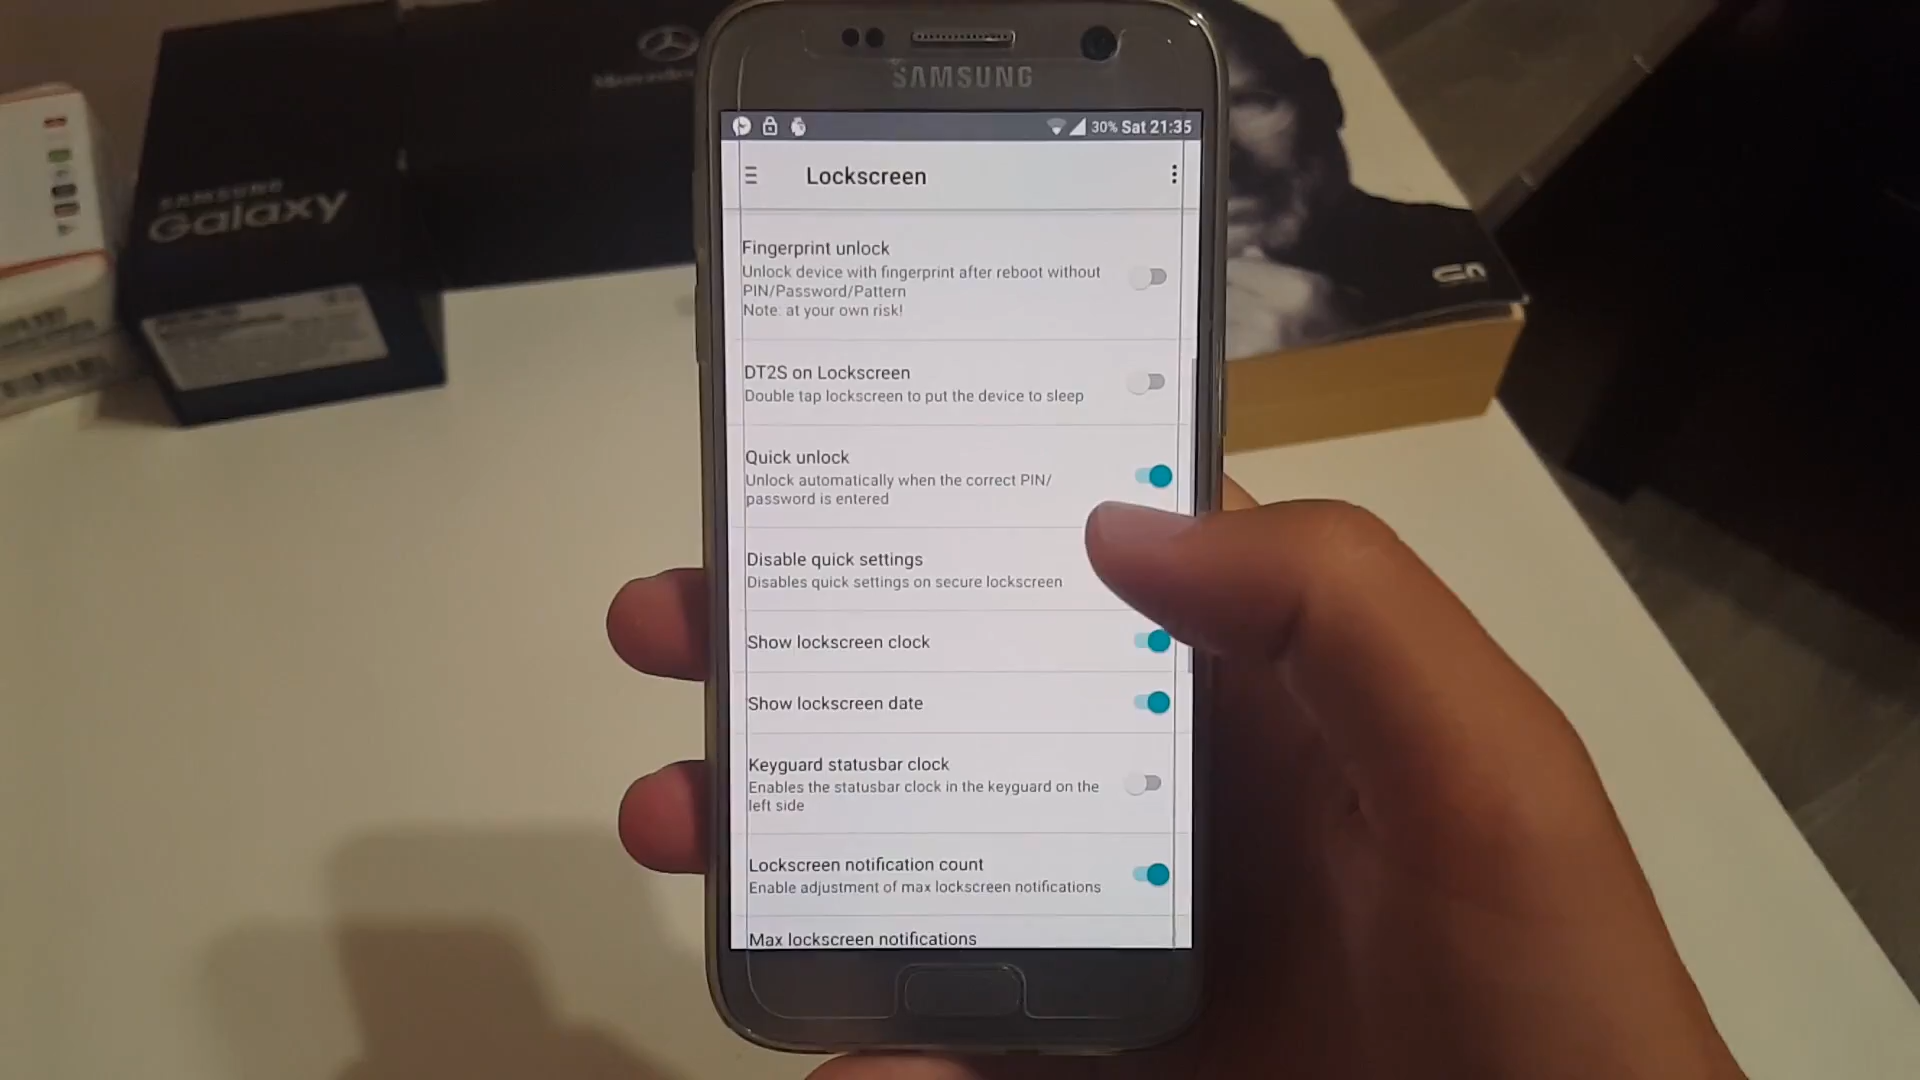 SAMSUNG
30% Sat 21:35
Lockscreen
Fingerprint unlock
Unlock device with fingerprint after reboot without
PIN/Password/Pattern
Note: at your own risk!
DT2S on Lockscreen
Double tap lockscreen to put the device to sleep
Quick unlock
Unlock automatically when the correct PIN/
password is entered
Disable quick settings
Disables quick settings on secure lockscreen
Show lockscreen clock
Show lockscreen date
Keyguard statusbar clock
Enables the statusbar clock in the keyguard on the
left side
Lockscreen notification count
Enable adjustment of max lockscreen notifications
Max lockscreen notifications
SAMSUNG
Galaxy